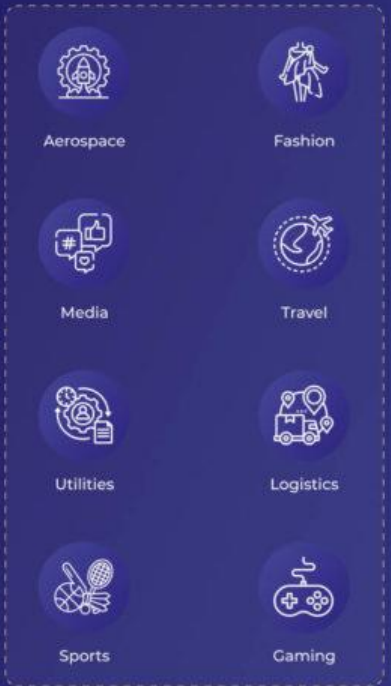 Aerospace
Fashion
#
Media
Travel
Utilities
Logistics
Sports
Gaming